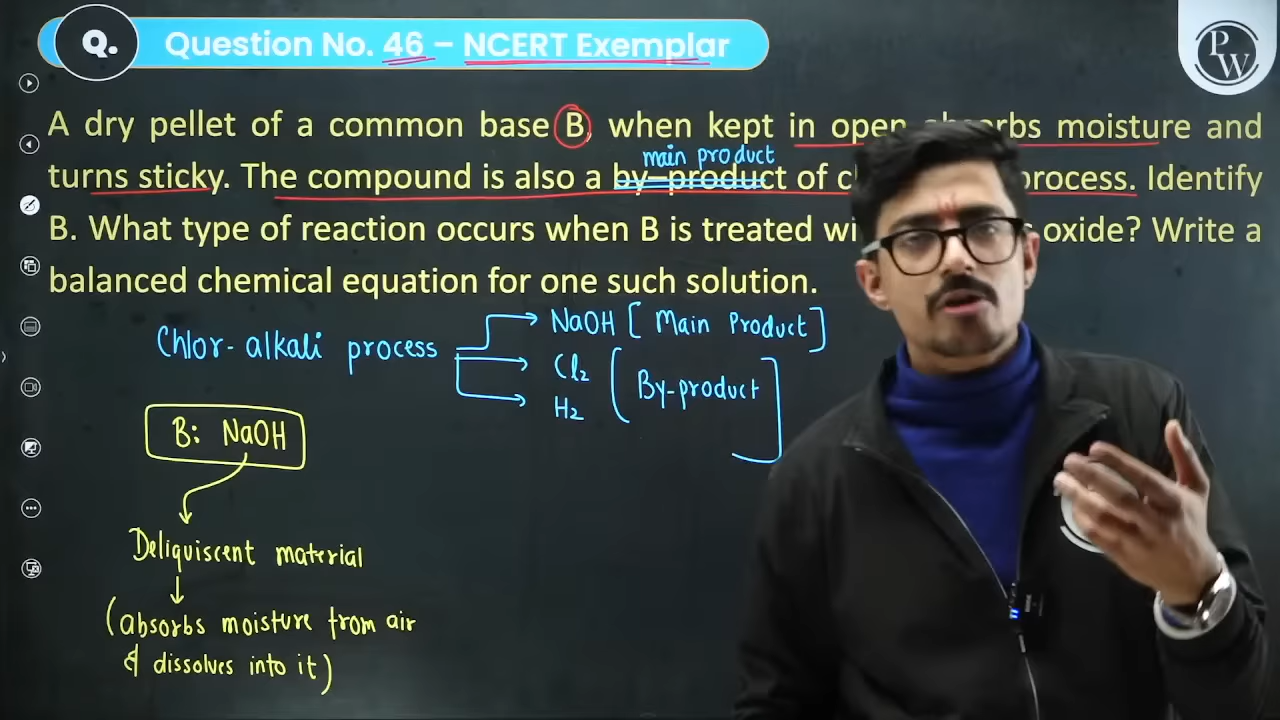 Q.
Question No. 46 – NCERT Exemplar
PW
A dry pellet of a common base B, when kept in open absorbs moisture and
main product
turns sticky. The compound is also a by–product of process. Identify
B. What type of reaction occurs when B is treated oxide? Write a
balanced chemical equation for one such solution.
Chlor-alkali process
NaOH [ Main Product ]
Cl2
H2
By-product
B: NaOH
Deliquiscent material
(absorbs moisture from air
& dissolves into it)